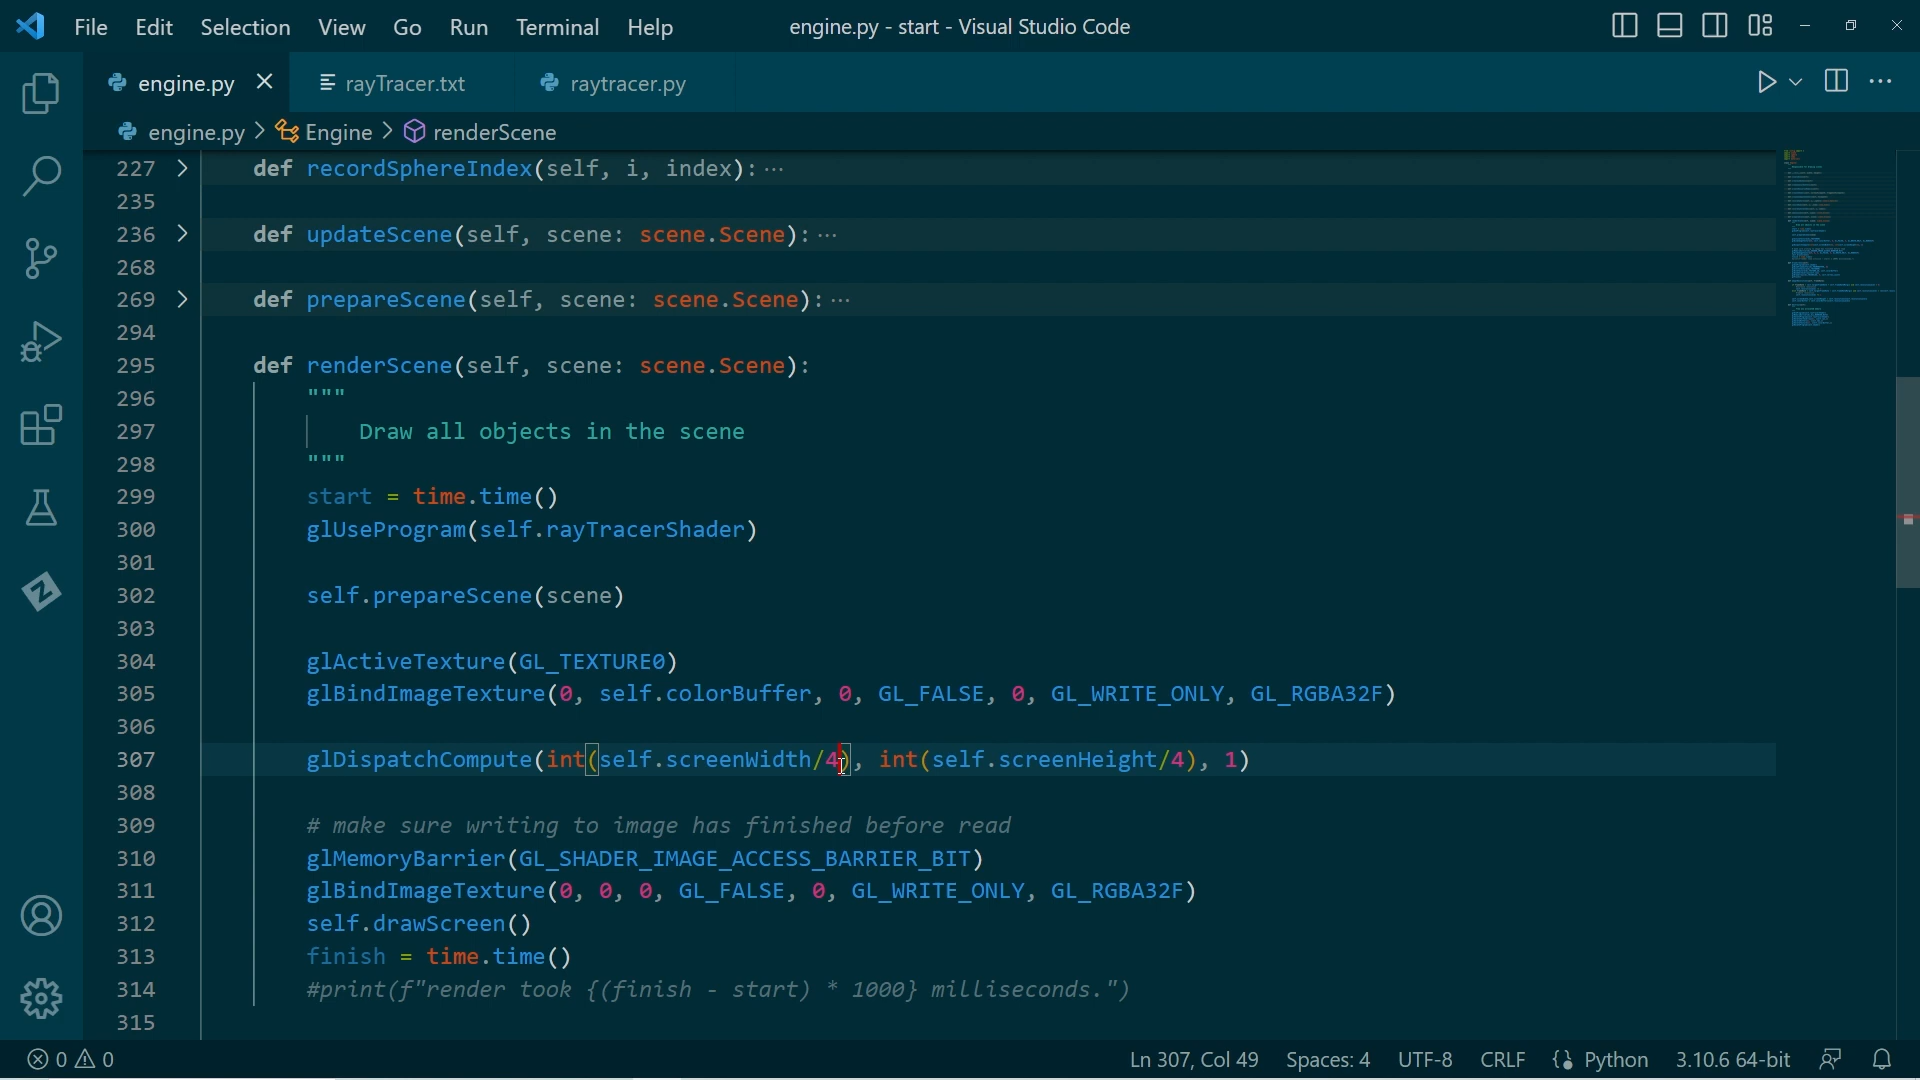 File Edit Selection View Go Run Terminal Help engine.py - start - Visual Studio Code
engine.py rayTracer.txt raytracer.py
engine.py > Engine > renderScene
227 def recordSphereIndex(self, i, index):···
235
236 def updateScene(self, scene: scene.Scene):···
268
269 def prepareScene(self, scene: scene.Scene):···
294
295 def renderScene(self, scene: scene.Scene):
296 """
297 Draw all objects in the scene
298 """
299 start = time.time()
300 glUseProgram(self.rayTracerShader)
301
302 self.prepareScene(scene)
303
304 glActiveTexture(GL_TEXTURE0)
305 glBindImageTexture(0, self.colorBuffer, 0, GL_FALSE, 0, GL_WRITE_ONLY, GL_RGBA32F)
306
307 glDispatchCompute(int(self.screenWidth/4), int(self.screenHeight/4), 1)
308
309 # make sure writing to image has finished before read
310 glMemoryBarrier(GL_SHADER_IMAGE_ACCESS_BARRIER_BIT)
311 glBindImageTexture(0, 0, 0, GL_FALSE, 0, GL_WRITE_ONLY, GL_RGBA32F)
312 self.drawScreen()
313 finish = time.time()
314 #print(f"render took {(finish - start) * 1000} milliseconds.")
315
0 0 Ln 307, Col 49 Spaces: 4 UTF-8 CRLF Python 3.10.6 64-bit